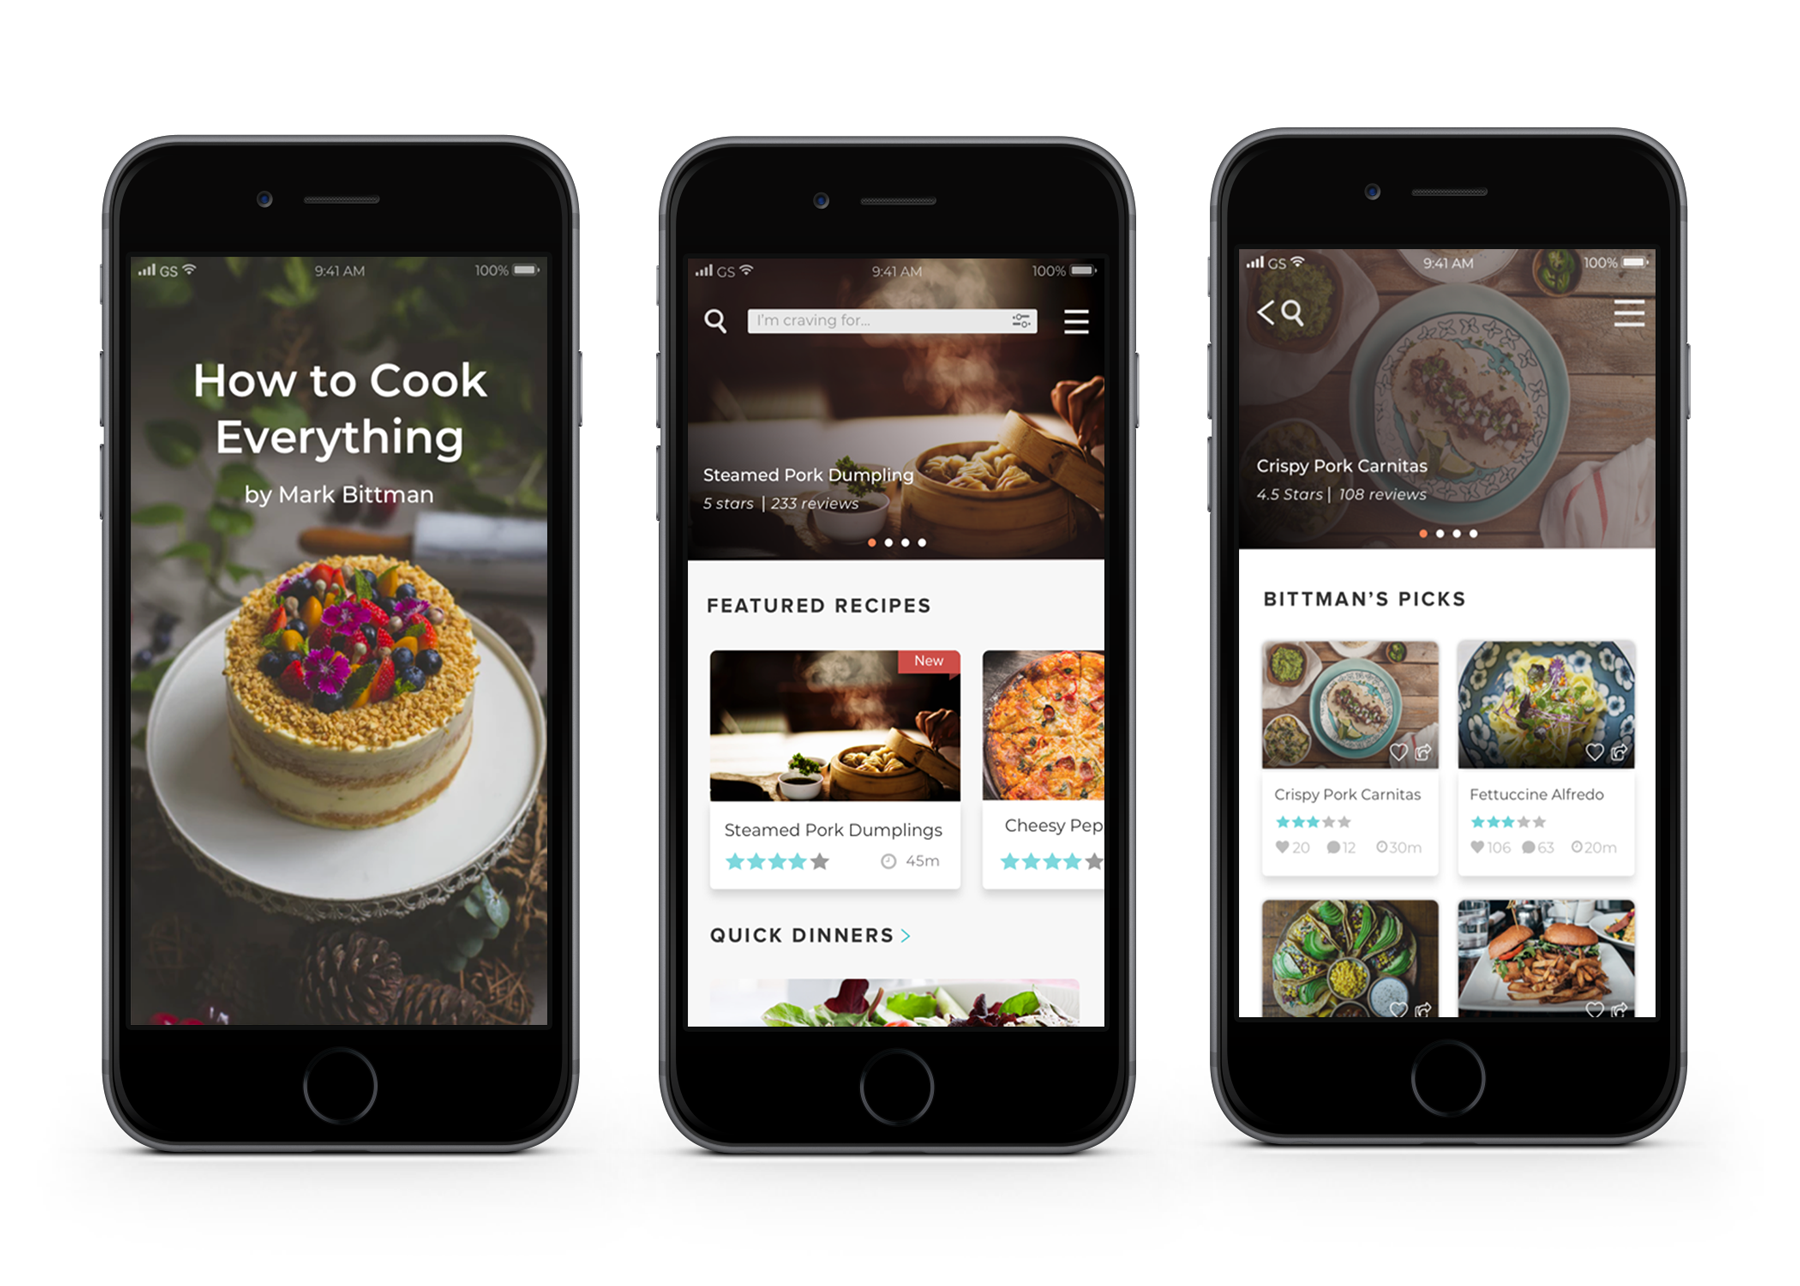 GS 9:41 AM 100%
How to Cook
Everything
by Mark Bittman
GS 9:41 AM 100%
I'm craving for...
Steamed Pork Dumpling
5 stars | 233 reviews
FEATURED RECIPES
New
Steamed Pork Dumplings
45m
Cheesy Pep
QUICK DINNERS >
GS 9:41 AM 100%
<
Crispy Pork Carnitas
4.5 Stars | 108 reviews
BITTMAN'S PICKS
Crispy Pork Carnitas
20 12 30m
Fettuccine Alfredo
106 63 20m